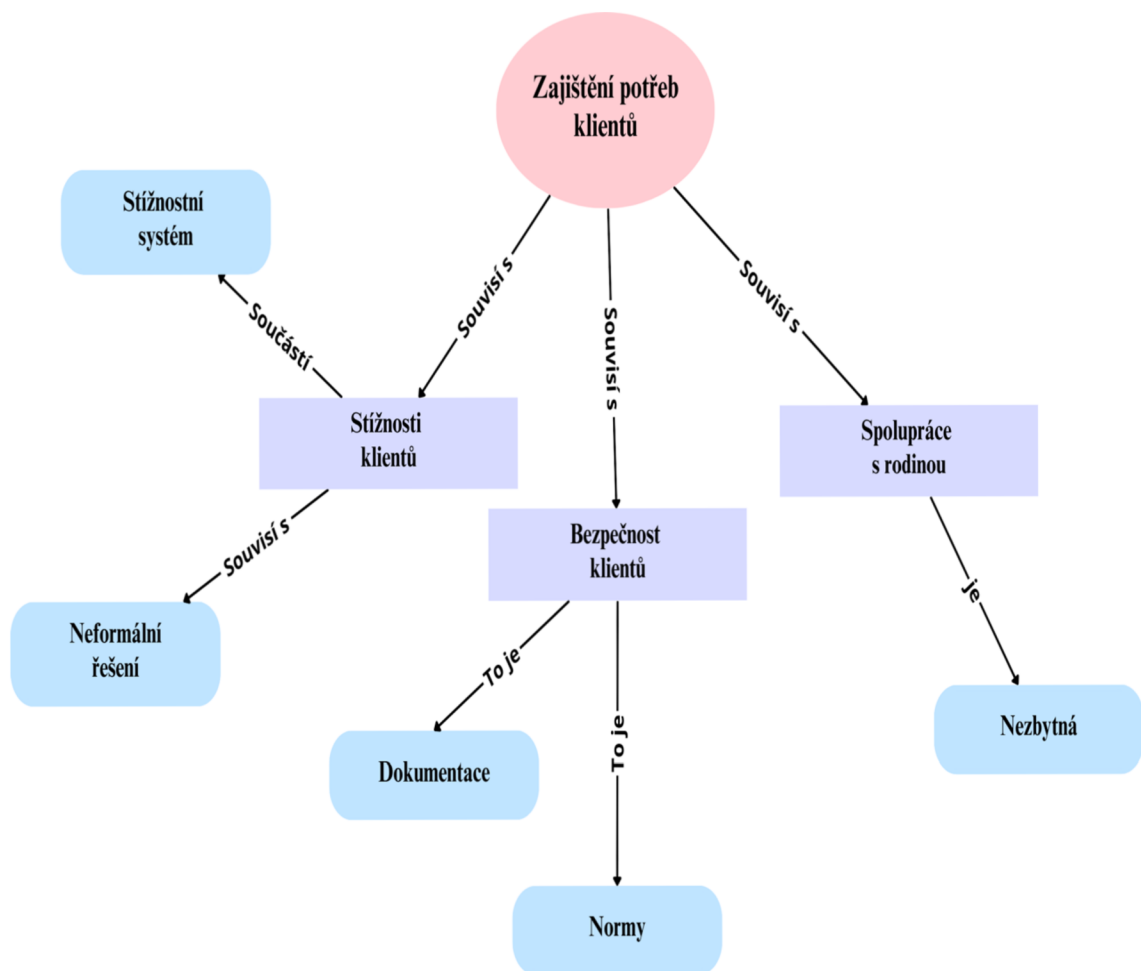 Zajištění potřeb
klientů
Stížnostní
systém
Souvisí s
Souvisí s
Souvisí s
Součástí
Stížnosti
klientů
Spolupráce
s rodinou
Bezpečnost
klientů
Souvisí s
je
Neformální
řešení
To je
To je
Nezbytná
Dokumentace
Normy